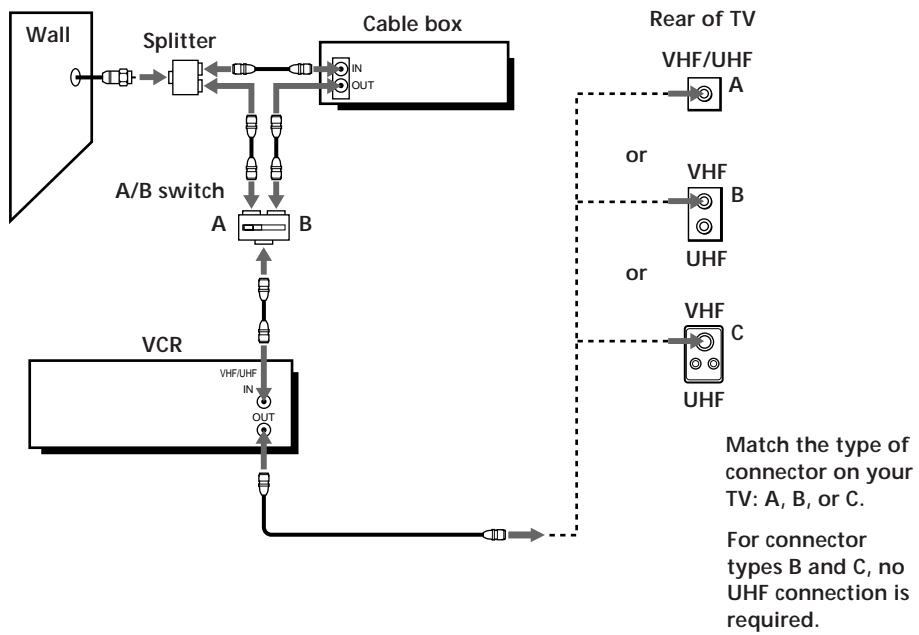 Wall
Splitter
Cable box
IN
OUT
A/B switch
A
B
VCR
VHF/UHF
IN
OUT
Rear of TV
VHF/UHF
A
or
VHF
B
UHF
or
VHF
C
UHF
Match the type of
connector on your
TV: A, B, or C.
For connector
types B and C, no
UHF connection is
required.